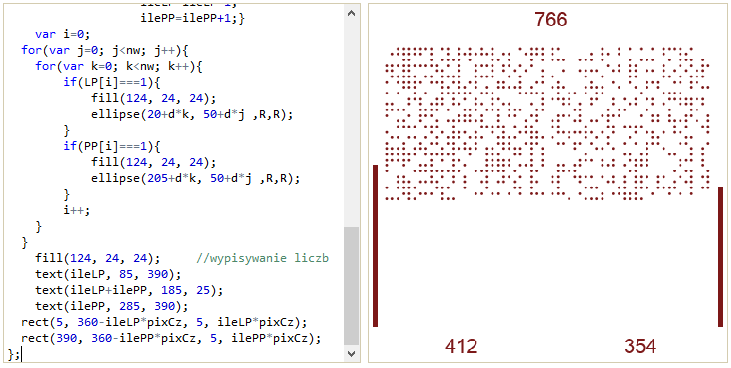 ilePP=ilePP+1;}
var i=0;
for(var j=0; j<nw; j++){
for(var k=0; k<nw; k++){
if(LP[i]===1){
fill(124, 24, 24);
ellipse(20+d*k, 50+d*j ,R,R);
}
if(PP[i]===1){
fill(124, 24, 24);
ellipse(205+d*k, 50+d*j ,R,R);
}
i++;
}
}
fill(124, 24, 24); //wypisywanie liczb
text(ileLP, 85, 390);
text(ileLP+ilePP, 185, 25);
text(ilePP, 285, 390);
rect(5, 360-ileLP*pixCz, 5, ileLP*pixCz);
rect(390, 360-ilePP*pixCz, 5, ilePP*pixCz);
};
766
412 354